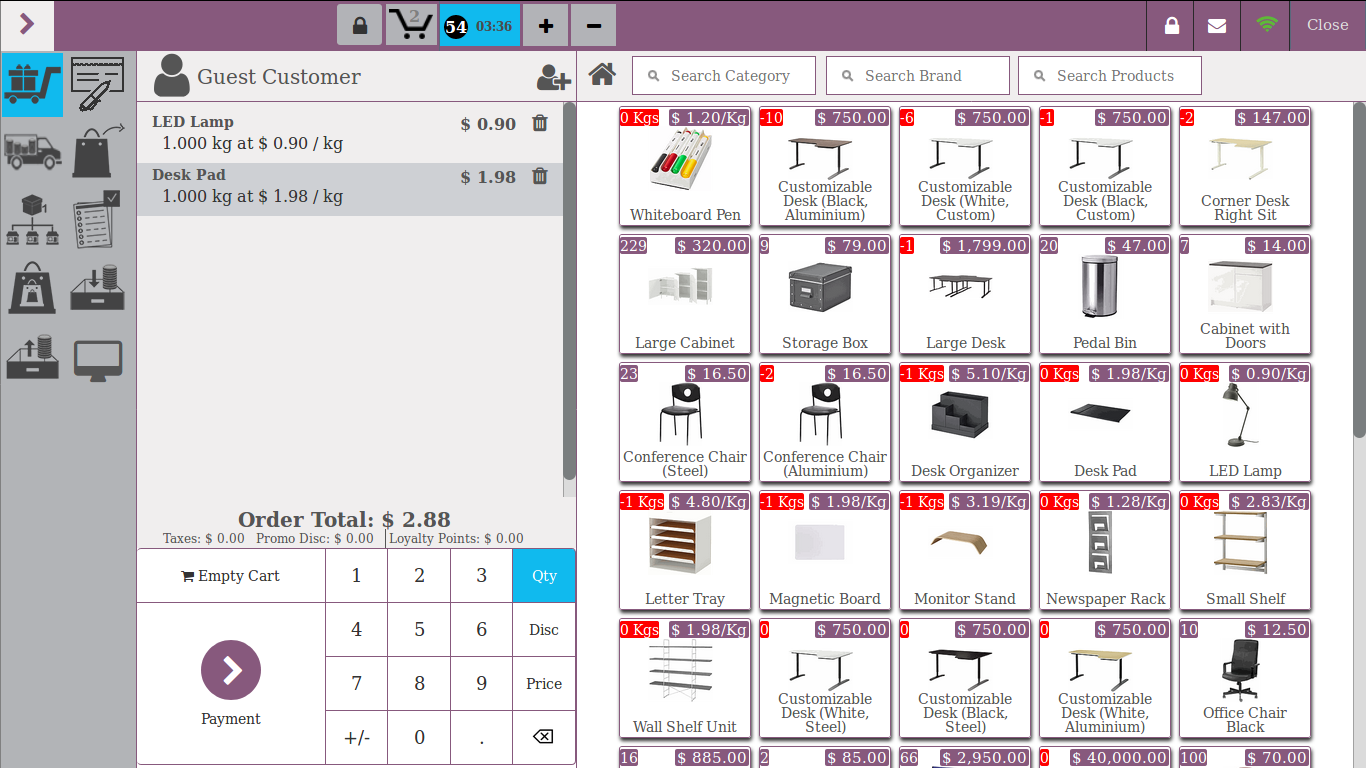 2
54 03:36
+
-
Close
Guest Customer
Search Category
Search Brand
Search Products
LED Lamp
$ 0.90
1.000 kg at $ 0.90 / kg
Desk Pad
$ 1.98
1.000 kg at $ 1.98 / kg
Order Total: $ 2.88
Taxes: $ 0.00 Promo Disc: $ 0.00 Loyalty Points: $ 0.00
Empty Cart
1 2 3 Qty
4 5 6 Disc
7 8 9 Price
+/- 0 .
Payment
0 Kgs $ 1.20/Kg
Whiteboard Pen
-10 $ 750.00
Customizable
Desk (Black,
Aluminium)
-6 $ 750.00
Customizable
Desk (White,
Custom)
-1 $ 750.00
Customizable
Desk (Black,
Custom)
-2 $ 147.00
Corner Desk
Right Sit
229 $ 320.00
Large Cabinet
9 $ 79.00
Storage Box
-1 $ 1,799.00
Large Desk
20 $ 47.00
Pedal Bin
7 $ 14.00
Cabinet with
Doors
23 $ 16.50
Conference Chair
(Steel)
-2 $ 16.50
Conference Chair
(Aluminium)
-1 Kgs $ 5.10/Kg
Desk Organizer
0 Kgs $ 1.98/Kg
Desk Pad
0 Kgs $ 0.90/Kg
LED Lamp
-1 Kgs $ 4.80/Kg
Letter Tray
-1 Kgs $ 1.98/Kg
Magnetic Board
-1 Kgs $ 3.19/Kg
Monitor Stand
0 Kgs $ 1.28/Kg
Newspaper Rack
0 Kgs $ 2.83/Kg
Small Shelf
0 Kgs $ 1.98/Kg
Wall Shelf Unit
0 $ 750.00
Customizable
Desk (White,
Steel)
0 $ 750.00
Customizable
Desk (Black,
Steel)
0 $ 750.00
Customizable
Desk (White,
Aluminium)
10 $ 12.50
Office Chair
Black
16 $ 885.00
2 $ 85.00
66 $ 2,950.00
0 $ 40,000.00
100 $ 70.00